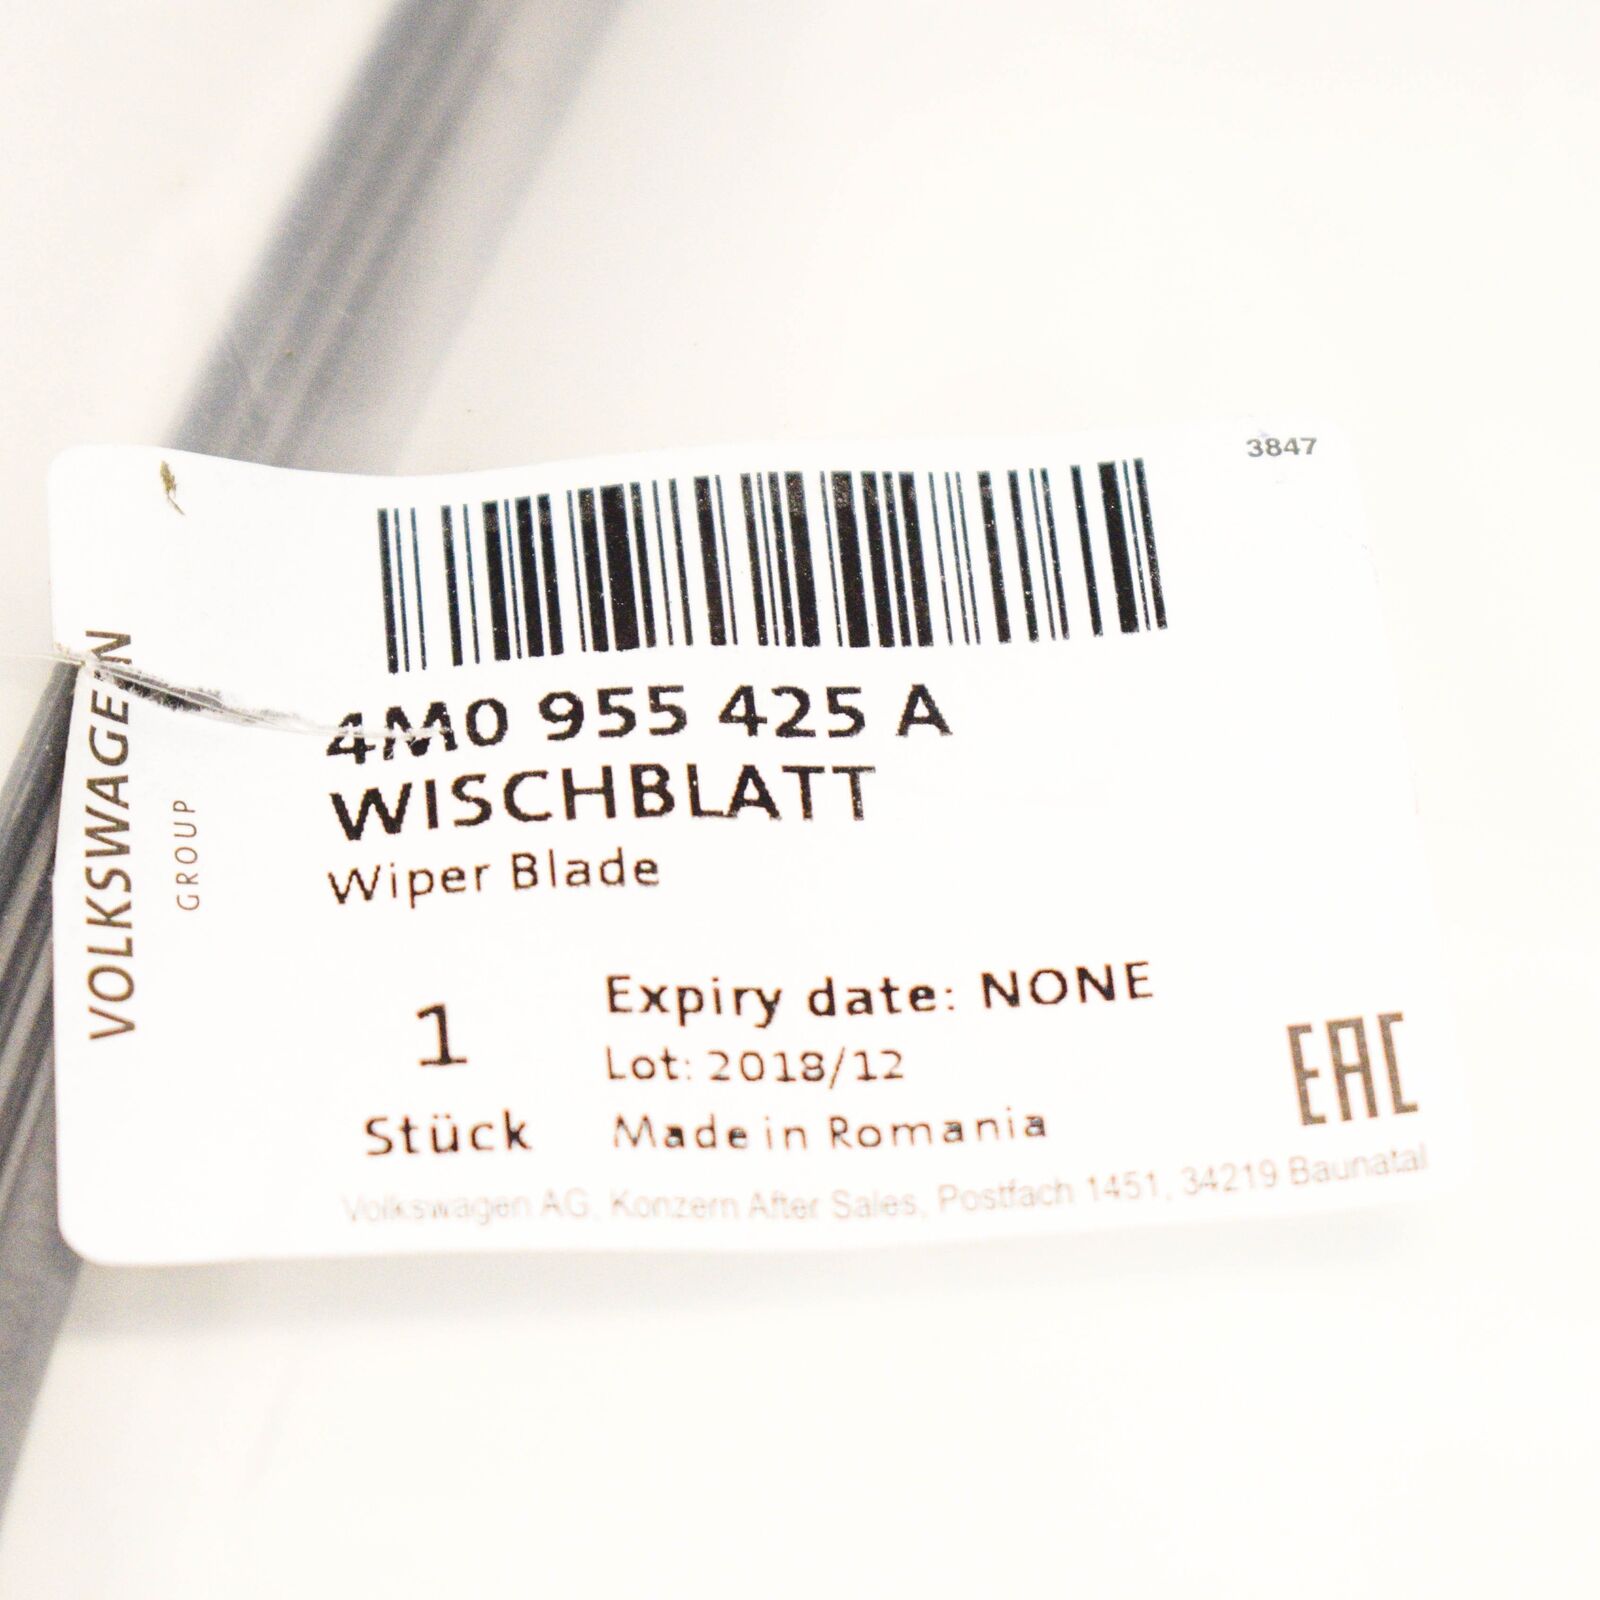 3847
4M0 955 425 A
WISCHBLATT
Wiper Blade
VOLKSWAGEN
GROUP
1
Stück
Expiry date: NONE
Lot: 2018/12
Made in Romania
EAC
Volkswagen AG, Konzern After Sales, Postfach 1451, 34219 Baunatal